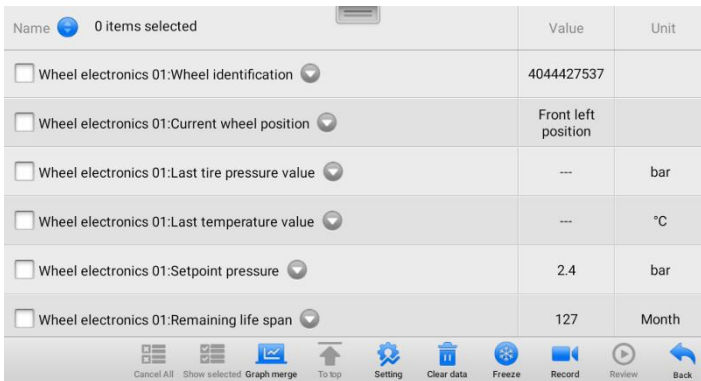 Name 0 items selected Value Unit
Wheel electronics 01:Wheel identification 4044427537
Wheel electronics 01:Current wheel position Front left position
Wheel electronics 01:Last tire pressure value --- bar
Wheel electronics 01:Last temperature value --- °C
Wheel electronics 01:Setpoint pressure 2.4 bar
Wheel electronics 01:Remaining life span 127 Month
Cancel All Show selected Graph merge To top Setting Clear data Freeze Record Review Back